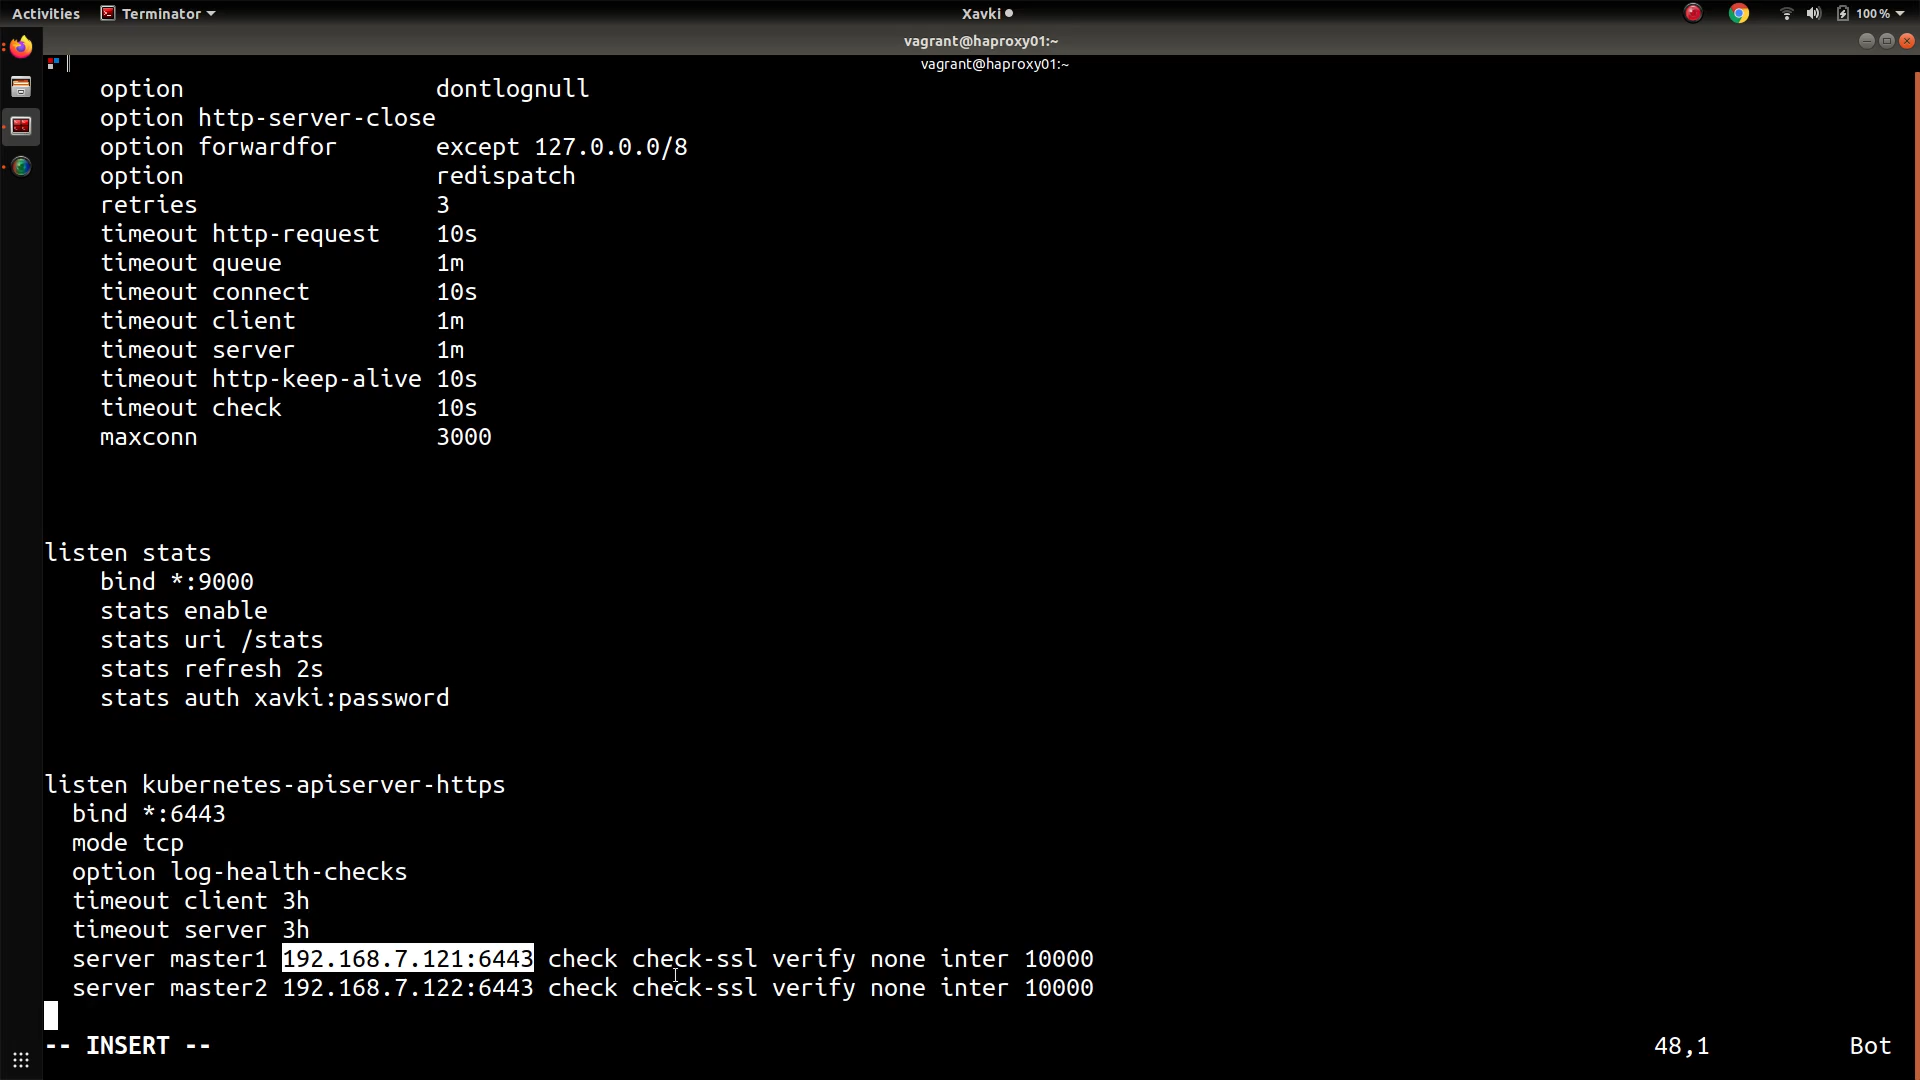 Activities Terminator Xavki 100 %
vagrant@haproxy01:~
vagrant@haproxy01:~
option dontlognull
option http-server-close
option forwardfor except 127.0.0.0/8
option redispatch
retries 3
timeout http-request 10s
timeout queue 1m
timeout connect 10s
timeout client 1m
timeout server 1m
timeout http-keep-alive 10s
timeout check 10s
maxconn 3000
listen stats
bind *:9000
stats enable
stats uri /stats
stats refresh 2s
stats auth xavki:password
listen kubernetes-apiserver-https
bind *:6443
mode tcp
option log-health-checks
timeout client 3h
timeout server 3h
server master1 192.168.7.121:6443 check check-ssl verify none inter 10000
server master2 192.168.7.122:6443 check check-ssl verify none inter 10000
-- INSERT -- 48,1 Bot